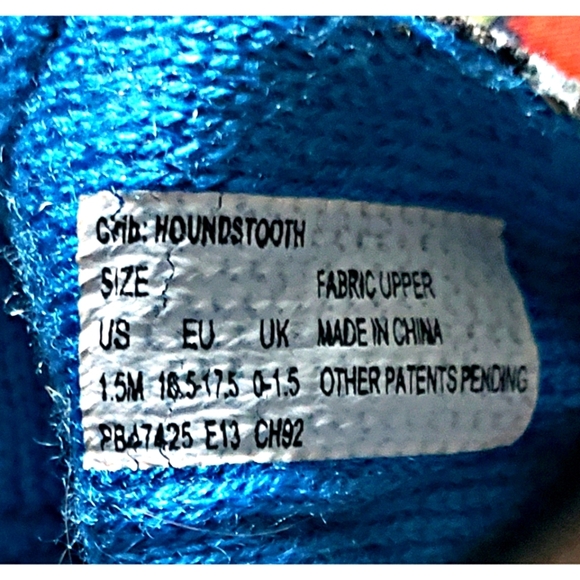 Crib: HOUNDSTOOTH
SIZE FABRIC UPPER
US EU UK MADE IN CHINA
1.5M 16.5-17.5 0-1.5 OTHER PATENTS PENDING
PB47425 E13 CH92